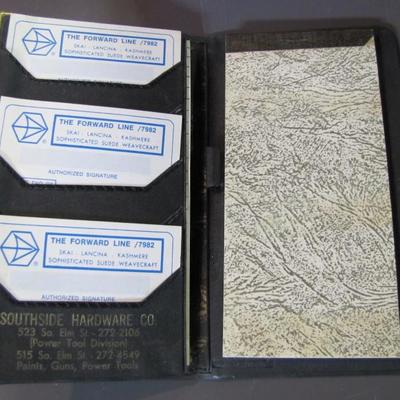 THE FORWARD LINE /7982
SKAI - LANCINA - KASHMERE
SOPHISTICATED SUEDE WEAVECRAFT
THE FORWARD LINE /7982
SKAI - LANCINA - KASHMERE
SOPHISTICATED SUEDE WEAVECRAFT
AUTHORIZED SIGNATURE
THE FORWARD LINE /7982
SKAI - LANCINA - KASHMERE
SOPHISTICATED SUEDE WEAVECRAFT
AUTHORIZED SIGNATURE
SOUTHSIDE HARDWARE CO.
523 So. Elm St. - 272-2106
(Power Tool Division)
515 So. Elm St. - 272-4549
Paints, Guns, Power Tools